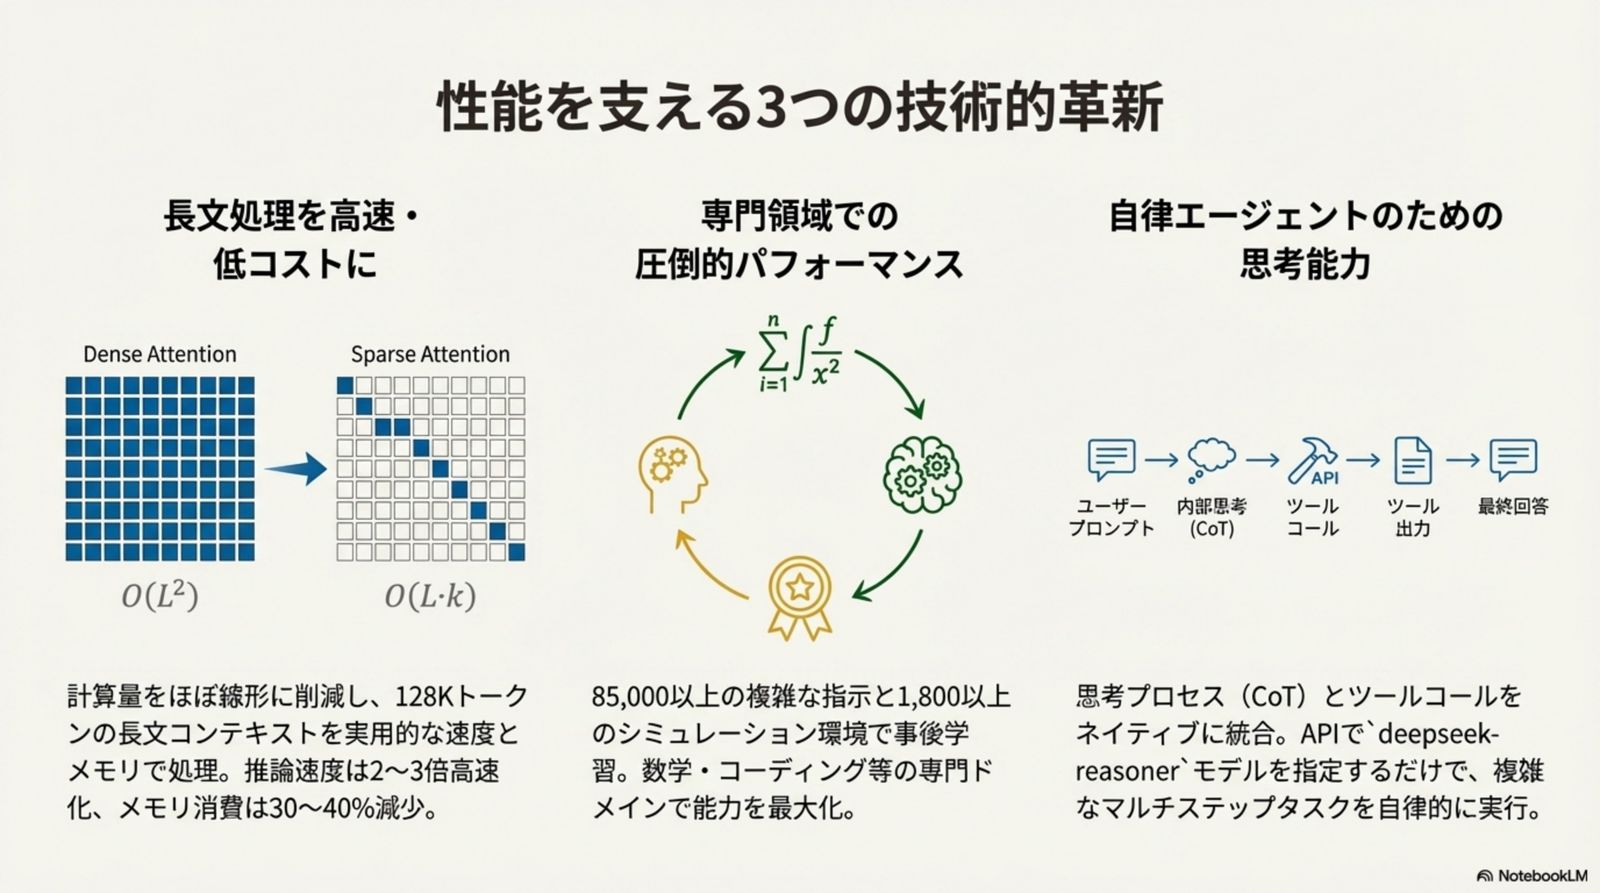 性能を支える3つの技術的革新
長文処理を高速・
低コストに
Dense Attention
Sparse Attention
O(L²)
O(L·k)
計算量をほぼ線形に削減し、128Kトーク
ンの長文コンテキストを実用的な速度と
メモリで処理。推論速度は2〜3倍高速
化、メモリ消費は30〜40%減少。
専門領域での
圧倒的パフォーマンス
n
∑ ∫ f
i=1 x²
85,000以上の複雑な指示と1,800以上
のシミュレーション環境で事後学
習。数学・コーディング等の専門ド
メインで能力を最大化。
自律エージェントのための
思考能力
API
ユーザー
プロンプト
内部思考
(CoT)
ツール
コール
ツール
出力
最終回答
思考プロセス（CoT）とツールコールを
ネイティブに統合。APIで`deepseek-
reasoner`モデルを指定するだけで、複雑
なマルチステップタスクを自律的に実行。
NotebookLM